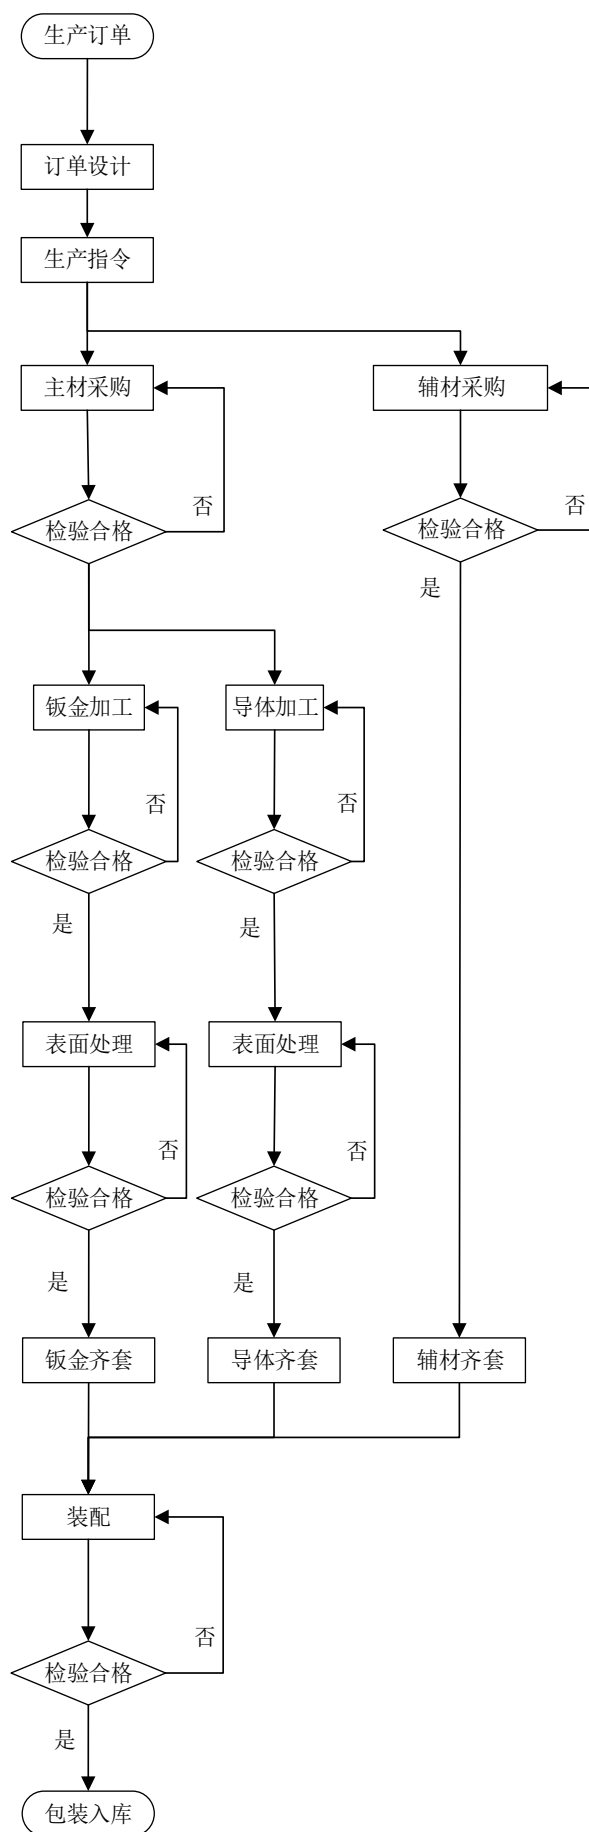 生产订单
订单设计
生产指令
主材采购
辅材采购
否
否
检验合格
检验合格
是
钣金加工
导体加工
否
否
检验合格
检验合格
是
是
表面处理
表面处理
否
否
检验合格
检验合格
是
是
钣金齐套
导体齐套
辅材齐套
装配
否
检验合格
是
包装入库